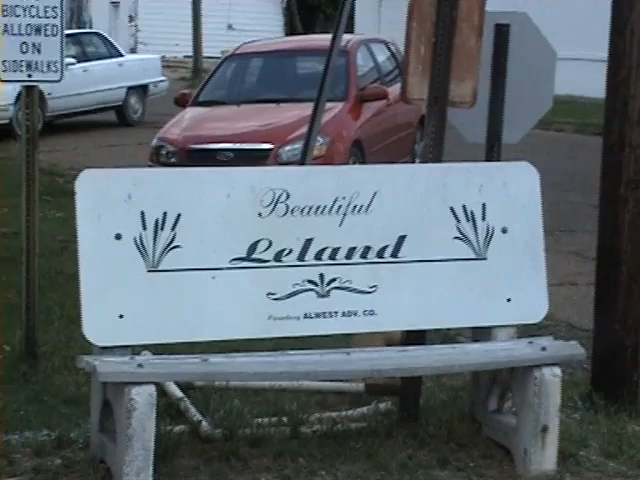 BICYCLES
ALLOWED
ON
SIDEWALKS
Beautiful
Leland
ALWEST ADV. CO.